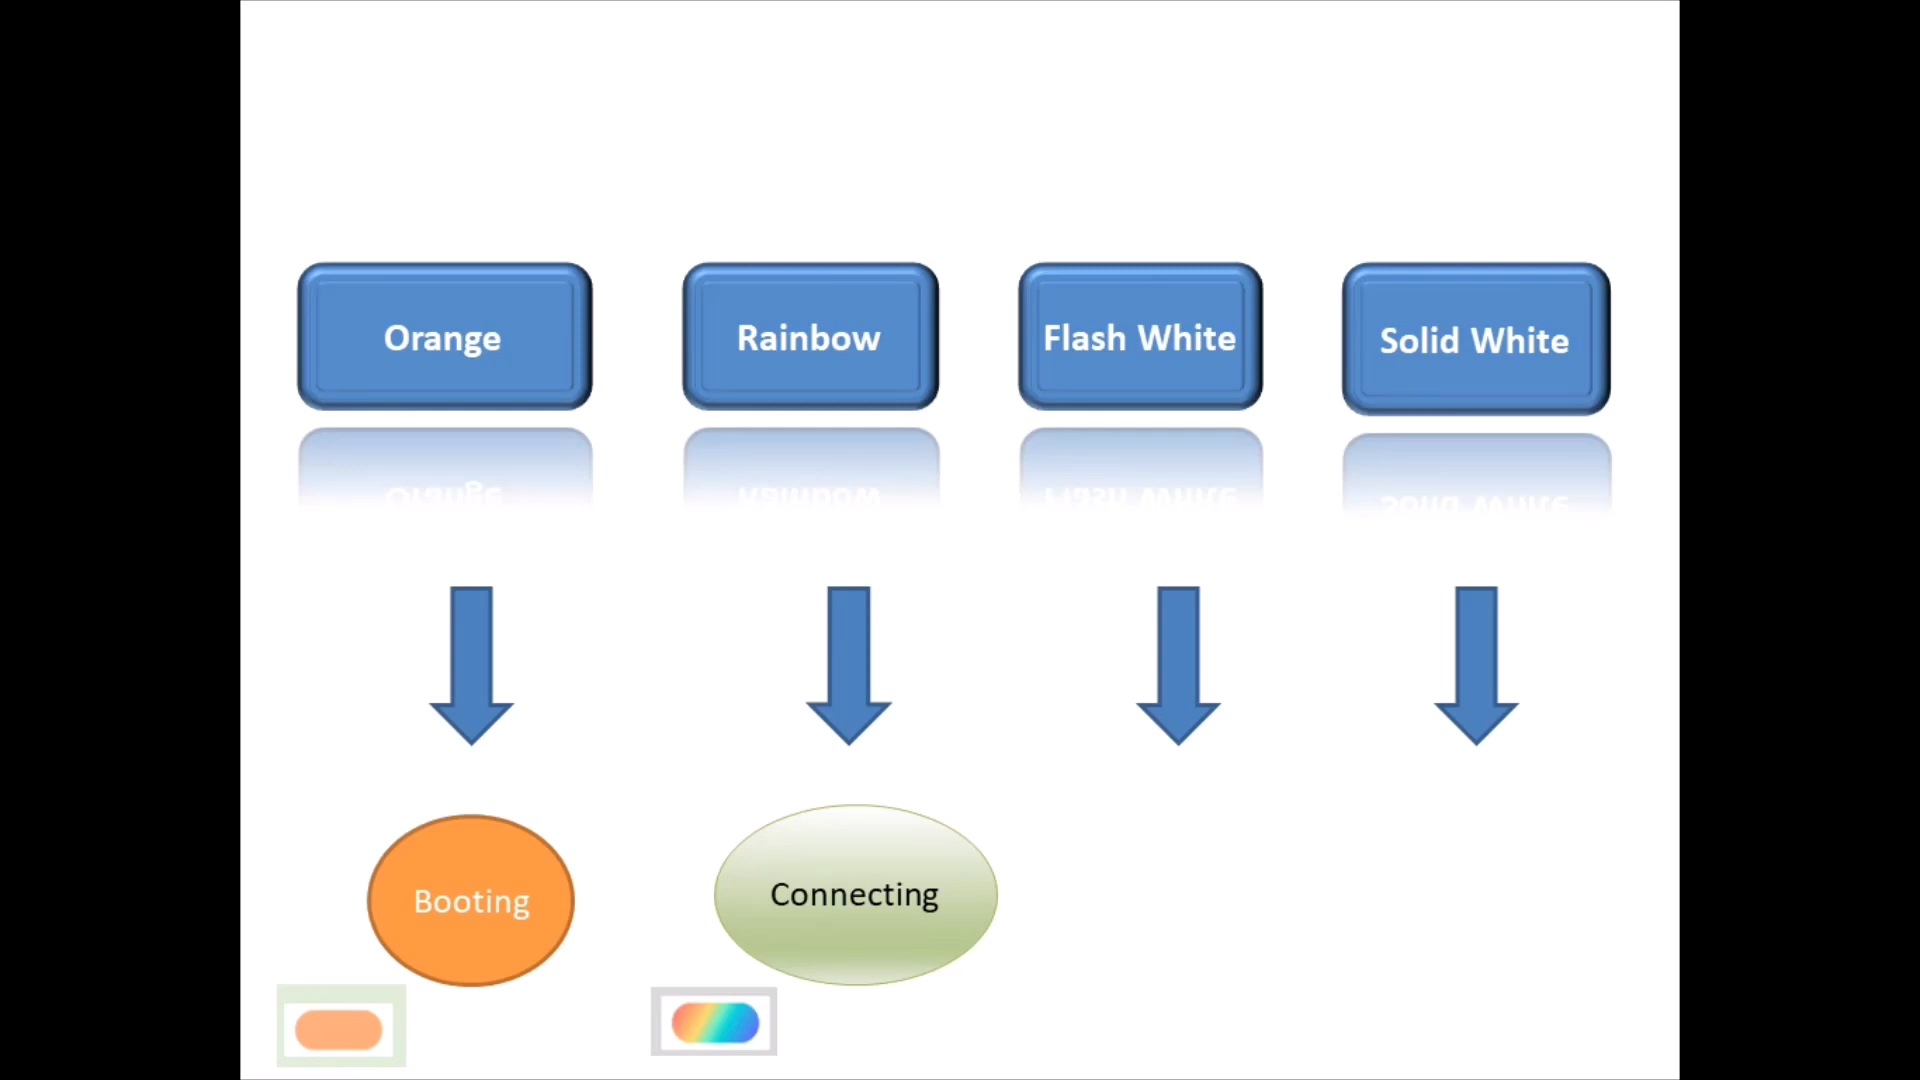 Orange
Rainbow
Flash White
Solid White
Booting
Connecting